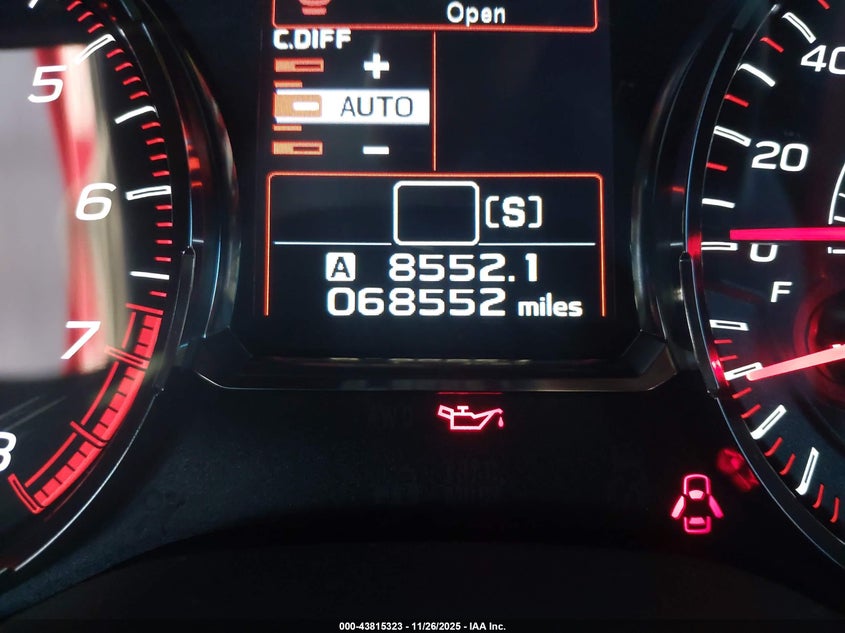 Open
C.DIFF
+
AUTO
-
[S]
A 8552.1
068552 miles
5
6
7
8
40
20
0
F
000-43815323 - 11/26/2025 - IAA Inc.